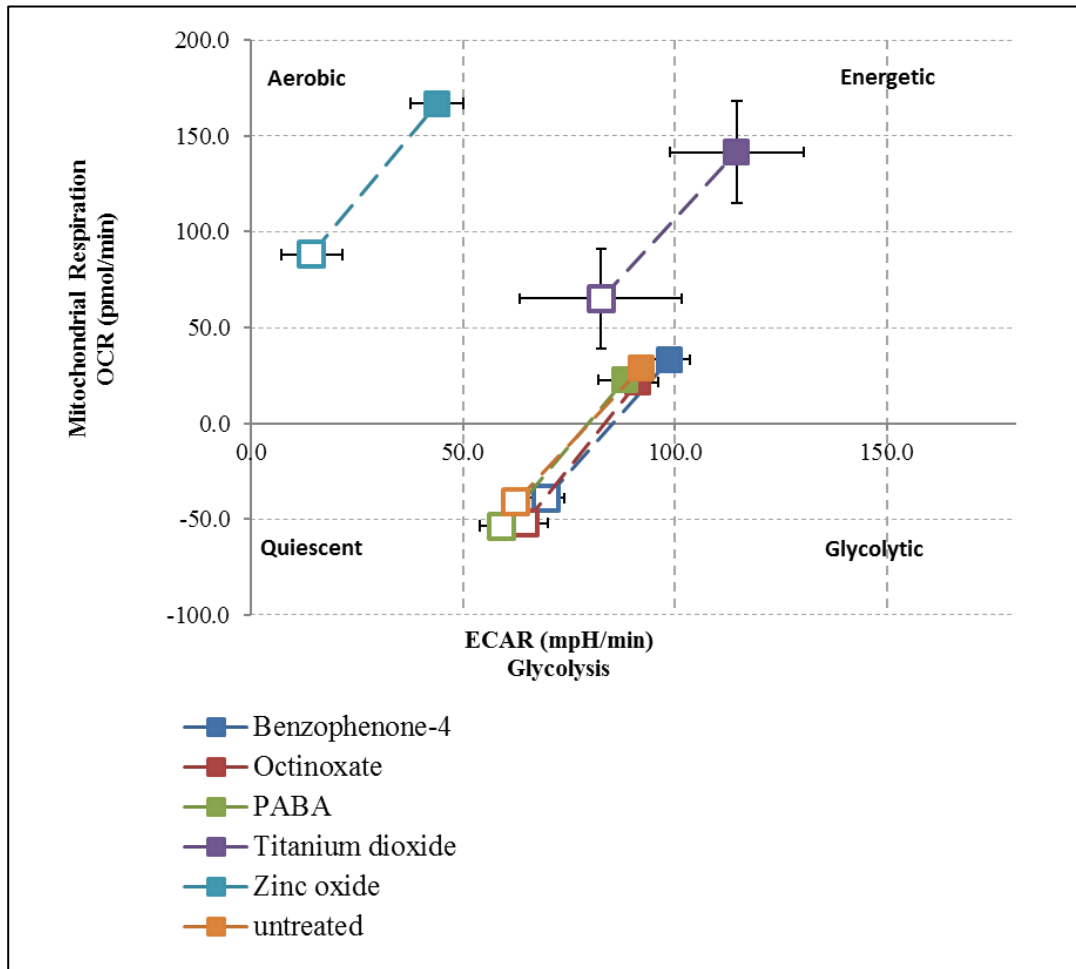 200.0
Aerobic
Energetic
150.0
100.0
50.0
0.0
-50.0
-100.0
Mitochondrial Respiration
OCR (pmol/min)
0.0 50.0 100.0 150.0
Quiescent
Glycolytic
ECAR (mpH/min)
Glycolysis
Benzophenone-4
Octinoxate
PABA
Titanium dioxide
Zinc oxide
untreated